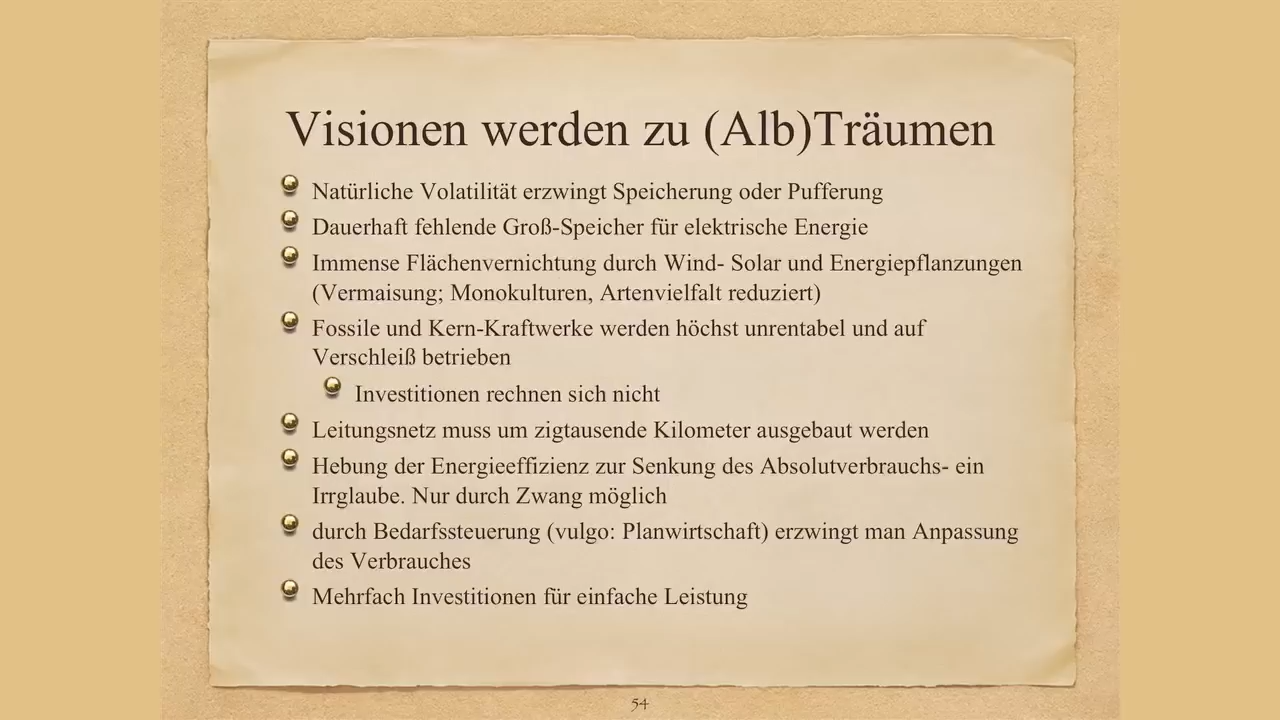 Visionen werden zu (Alb)Träumen
Natürliche Volatilität erzwingt Speicherung oder Pufferung
Dauerhaft fehlende Groß-Speicher für elektrische Energie
Immense Flächenvernichtung durch Wind- Solar und Energiepflanzungen
(Vermaisung; Monokulturen, Artenvielfalt reduziert)
Fossile und Kern-Kraftwerke werden höchst unrentabel und auf
Verschleiß betrieben
Investitionen rechnen sich nicht
Leitungsnetz muss um zigtausende Kilometer ausgebaut werden
Hebung der Energieeffizienz zur Senkung des Absolutverbrauchs- ein
Irrglaube. Nur durch Zwang möglich
durch Bedarfssteuerung (vulgo: Planwirtschaft) erzwingt man Anpassung
des Verbrauches
Mehrfach Investitionen für einfache Leistung
54